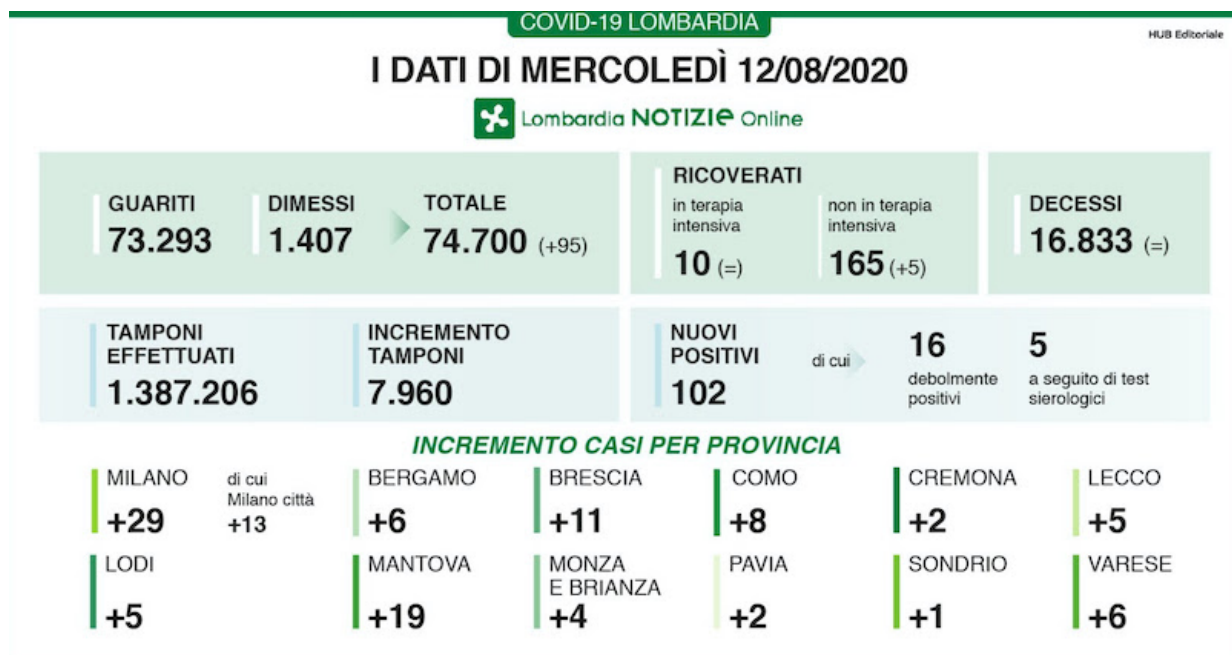 COVID-19 LOMBARDIA
HUB Editoriale
I DATI DI MERCOLEDÌ 12/08/2020
Lombardia NOTIZIE Online
GUARITI
73.293
DIMESSI
1.407
TOTALE
74.700 (+95)
RICOVERATI
in terapia
intensiva
10 (=)
non in terapia
intensiva
165 (+5)
DECESSI
16.833 (=)
TAMPONI
EFFETTUATI
1.387.206
INCREMENTO
TAMPONI
7.960
NUOVI
POSITIVI
102
di cui
16
debolmente
positivi
5
a seguito di test
sierologici
INCREMENTO CASI PER PROVINCIA
MILANO
+29
di cui
Milano città
+13
BERGAMO
+6
BRESCIA
+11
COMO
+8
CREMONA
+2
LECCO
+5
LODI
+5
MANTOVA
+19
MONZA
E BRIANZA
+4
PAVIA
+2
SONDRIO
+1
VARESE
+6